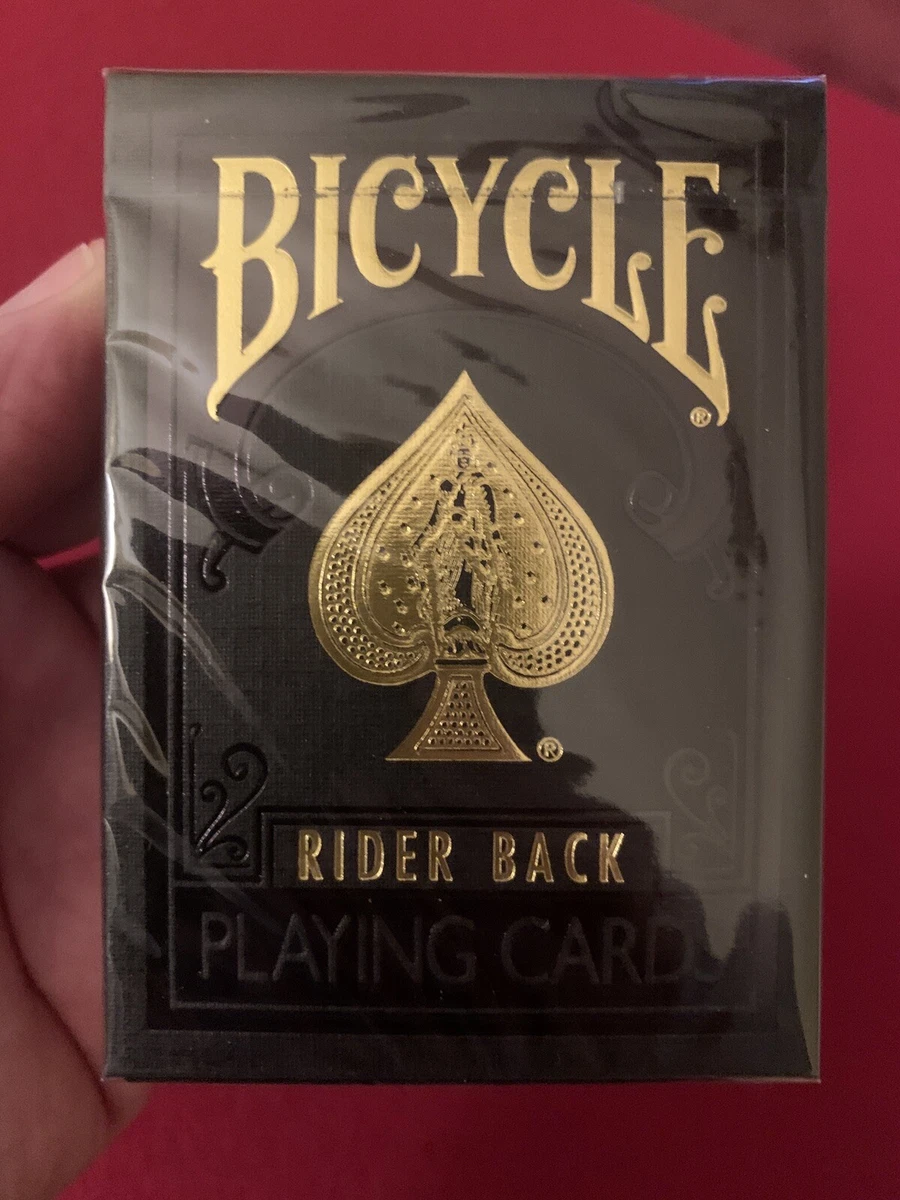 BICYCLE®
®
RIDER BACK
PLAYING CARDS